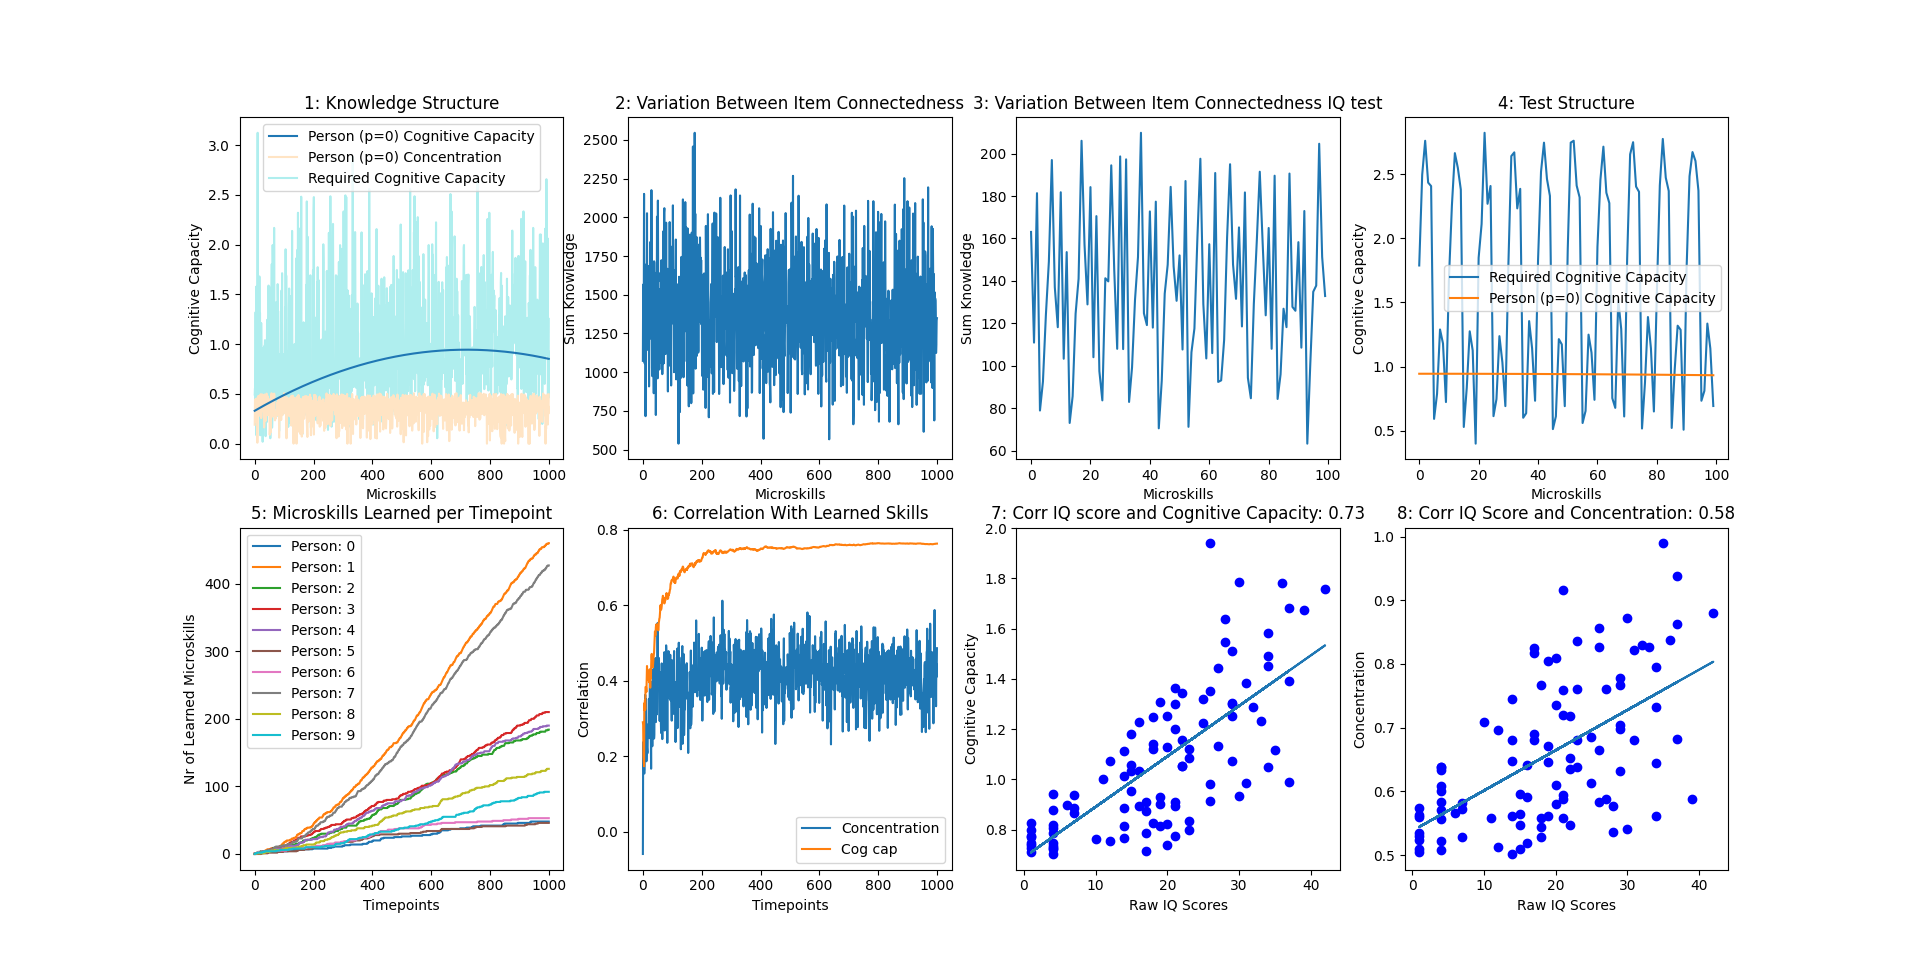 1: Knowledge Structure
Cognitive Capacity
3.0
2.5
2.0
1.5
1.0
0.5
0.0
Person (p=0) Cognitive Capacity
Person (p=0) Concentration
Required Cognitive Capacity
0 200 400 600 800 1000
Microskills
2: Variation Between Item Connectedness
Sum Knowledge
2500
2250
2000
1750
1500
1250
1000
750
500
0 200 400 600 800 1000
Microskills
3: Variation Between Item Connectedness IQ test
Sum Knowledge
200
180
160
140
120
100
80
60
0 20 40 60 80 100
Microskills
4: Test Structure
Cognitive Capacity
2.5
2.0
1.5
1.0
0.5
Required Cognitive Capacity
Person (p=0) Cognitive Capacity
0 20 40 60 80 100
Microskills
5: Microskills Learned per Timepoint
Nr of Learned Microskills
400
300
200
100
0
Person: 0
Person: 1
Person: 2
Person: 3
Person: 4
Person: 5
Person: 6
Person: 7
Person: 8
Person: 9
0 200 400 600 800 1000
Timepoints
6: Correlation With Learned Skills
Correlation
0.8
0.6
0.4
0.2
0.0
Concentration
Cog cap
0 200 400 600 800 1000
Timepoints
7: Corr IQ score and Cognitive Capacity: 0.73
Cognitive Capacity
2.0
1.8
1.6
1.4
1.2
1.0
0.8
0 10 20 30 40
Raw IQ Scores
8: Corr IQ Score and Concentration: 0.58
Concentration
1.0
0.9
0.8
0.7
0.6
0.5
0 10 20 30 40
Raw IQ Scores